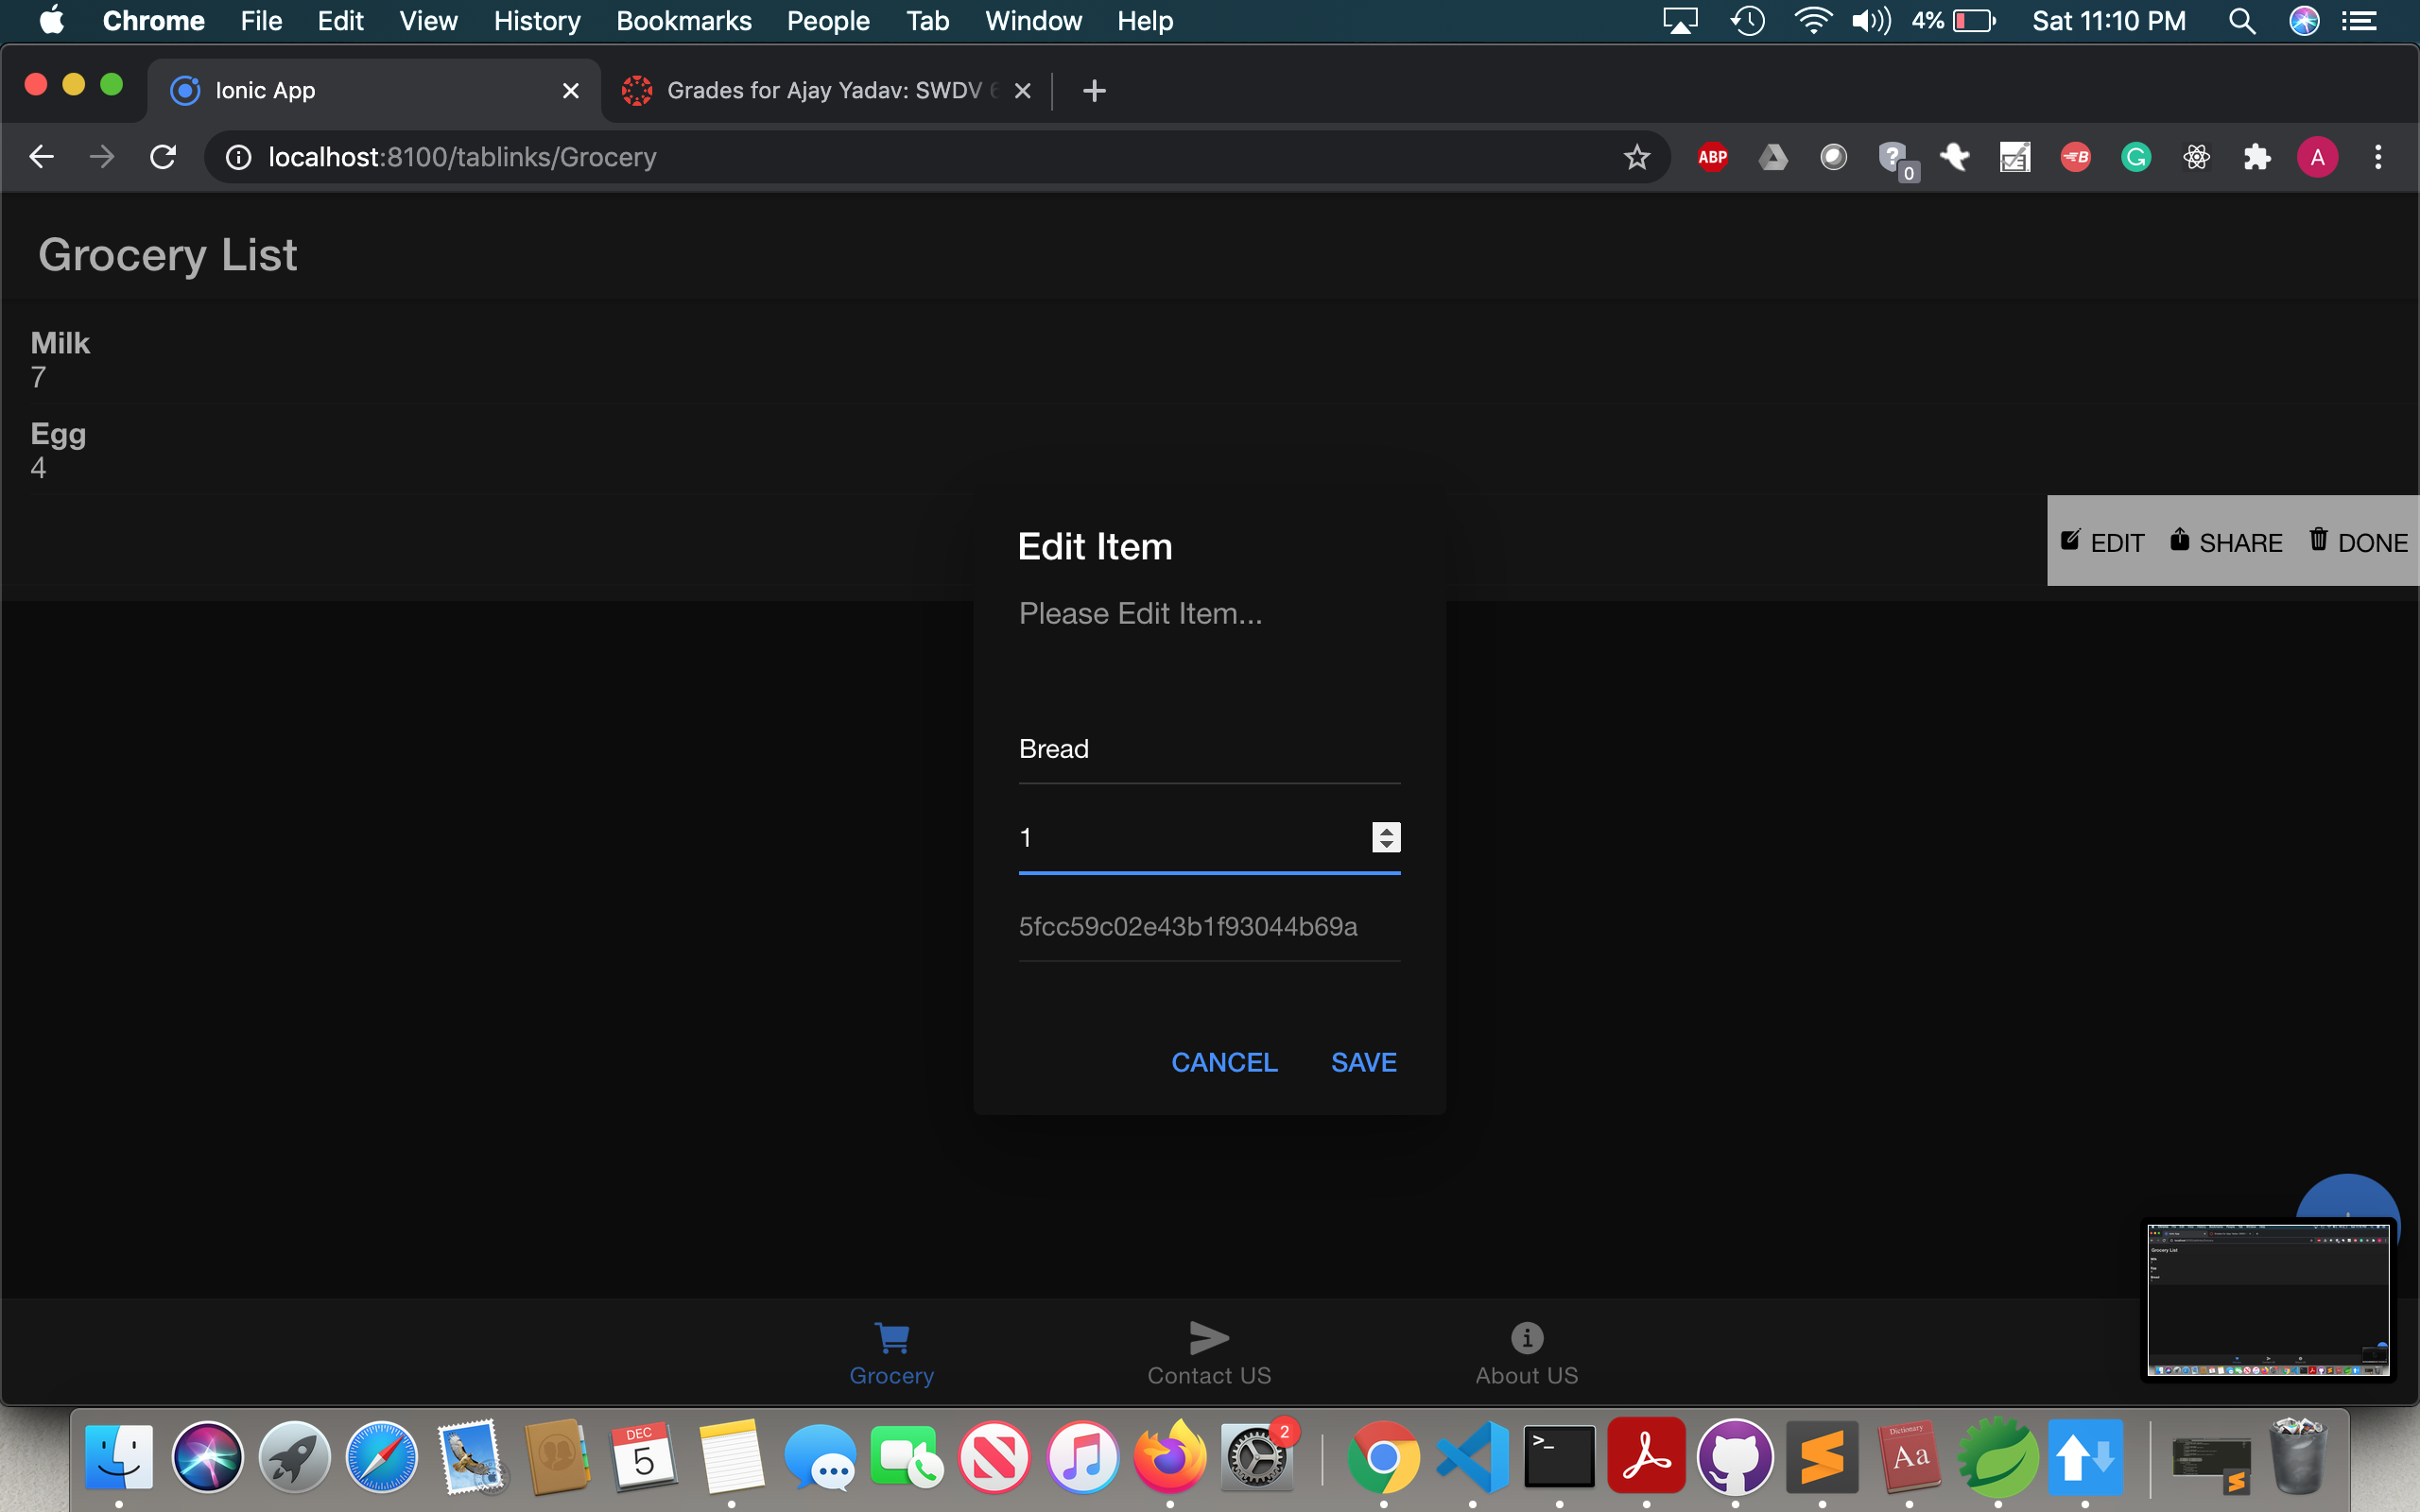 Chrome File Edit View History Bookmarks People Tab Window Help 4% Sat 11:10 PM
Ionic App Grades for Ajay Yadav: SWDV
localhost:8100/tablinks/Grocery ABP 0 A
Grocery List
Milk
7
Egg
4
EDIT SHARE DONE
Edit Item
Please Edit Item...
Bread
1
5fcc59c02e43b1f93044b69a
CANCEL SAVE
Grocery Contact US About US
DEC
5
2
>_
Dictionary
Aa